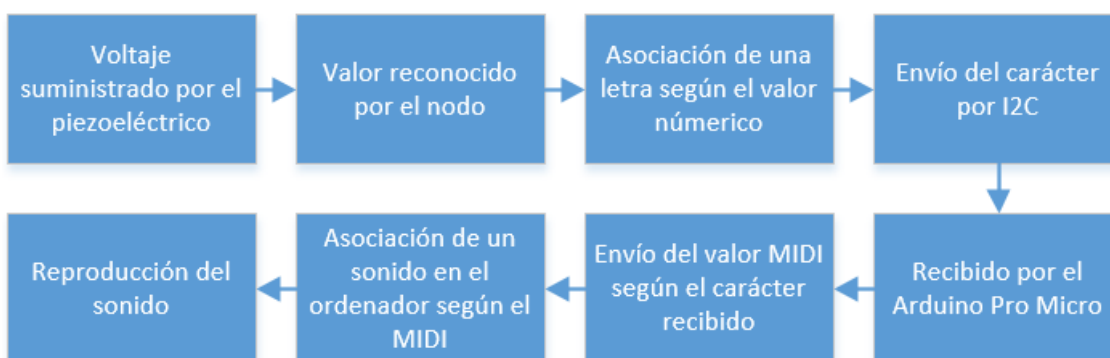 Voltaje
suministrado por el
piezoeléctrico
Valor reconocido
por el nodo
Asociación de una
letra según el valor
númerico
Envío del carácter
por I2C
Recibido por el
Arduino Pro Micro
Envío del valor MIDI
según el carácter
recibido
Asociación de un
sonido en el
ordenador según el
MIDI
Reproducción del
sonido